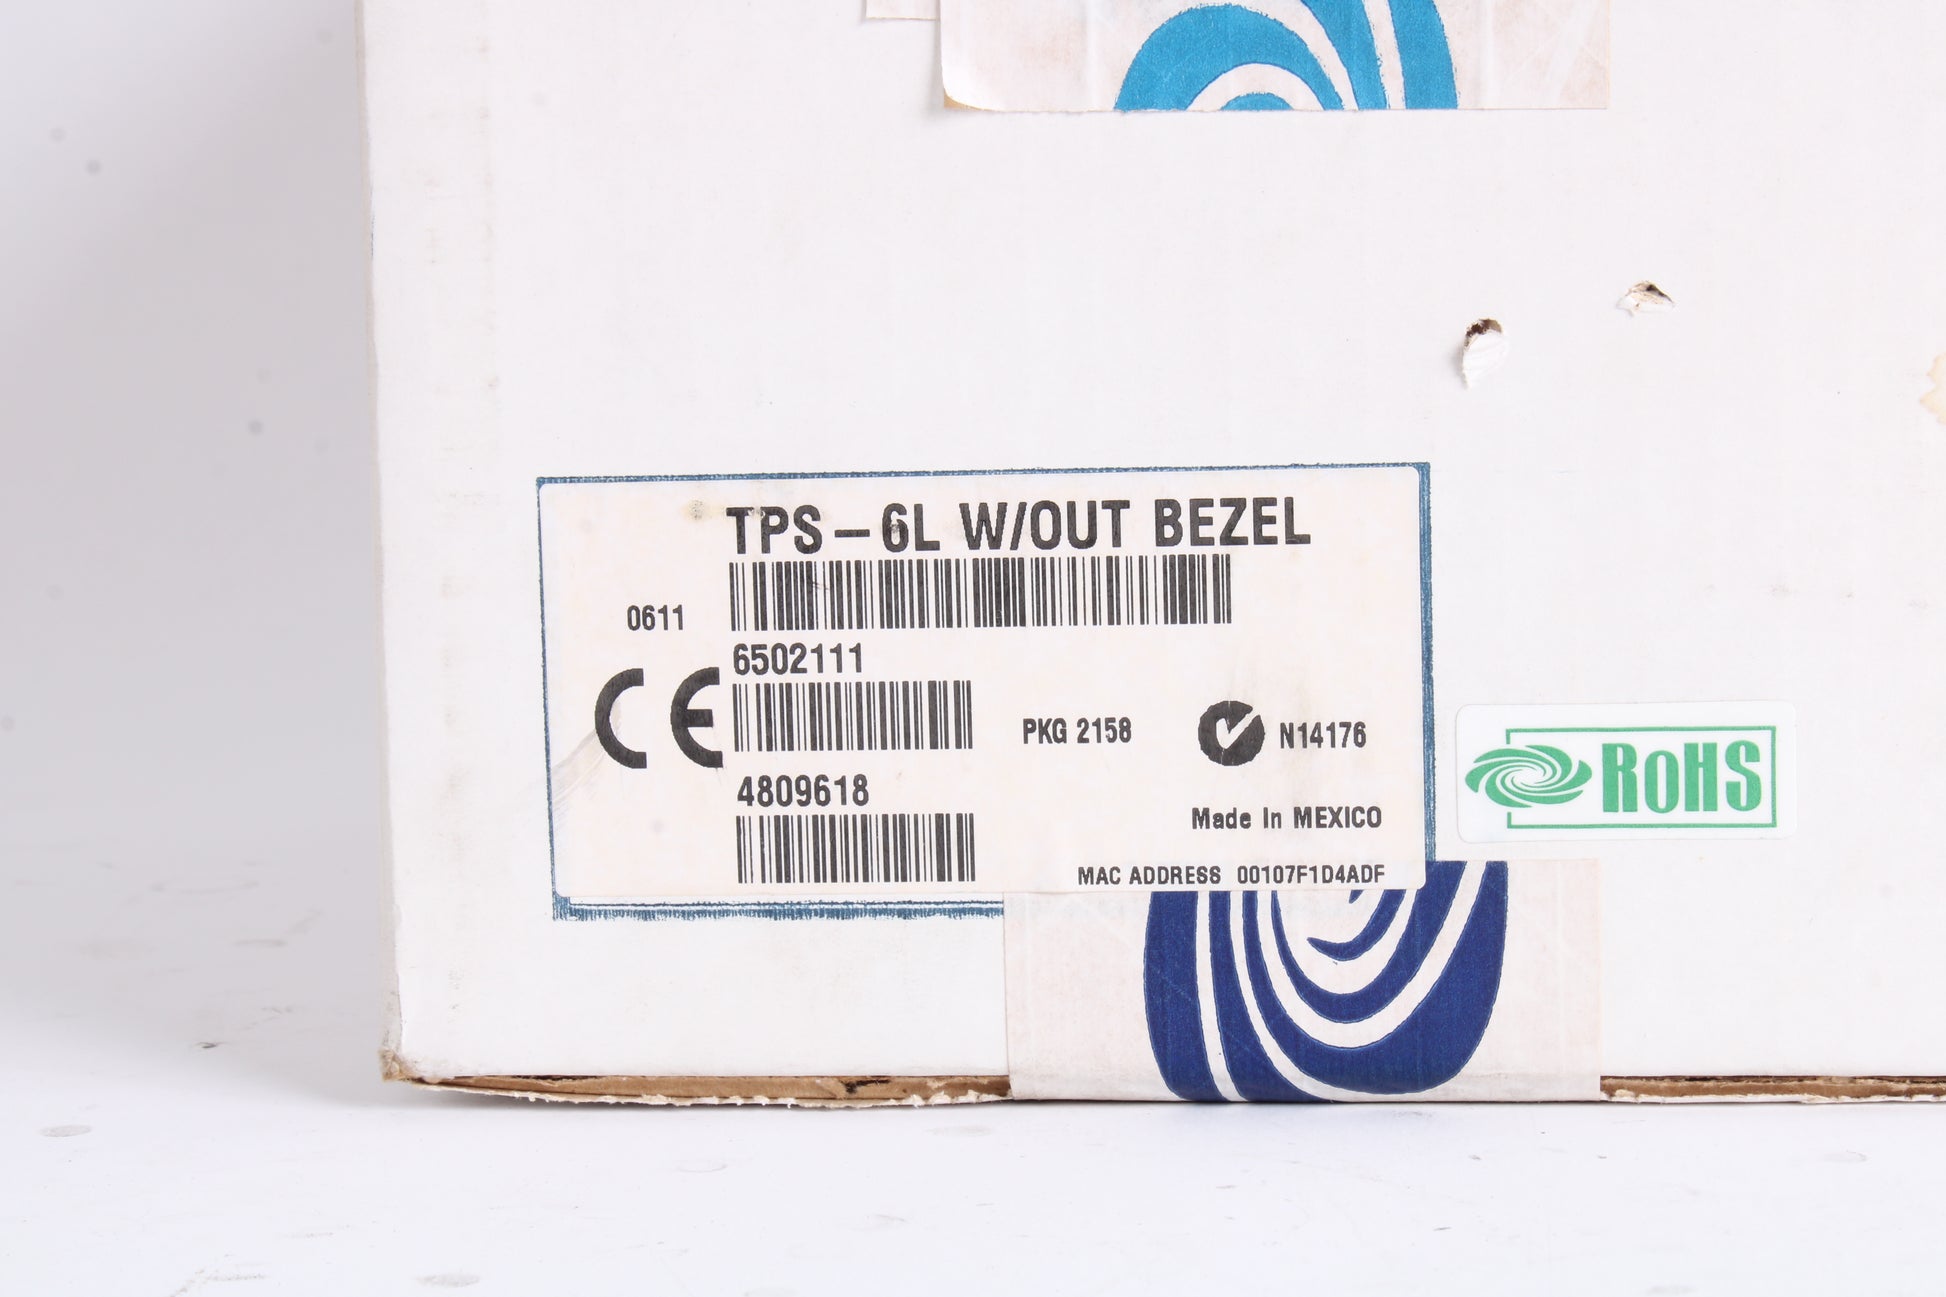 TPS-6L W/OUT BEZEL
0611
6502111
CE
PKG 2158
N14176
4809618
Made In MEXICO
MAC ADDRESS 00107F1D4ADF
RoHS